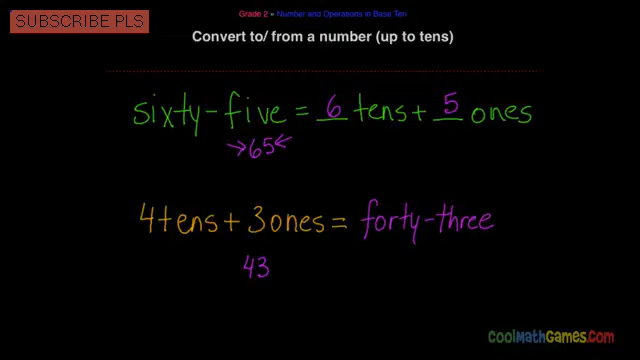 SUBSCRIBE PLS
Grade 2 » Number and Operations in Base Ten
Convert to/ from a number (up to tens)
sixty-five = 6 tens + 5 ones
→65←
4tens + 3ones = forty-three
43
CoolMathGames.Com